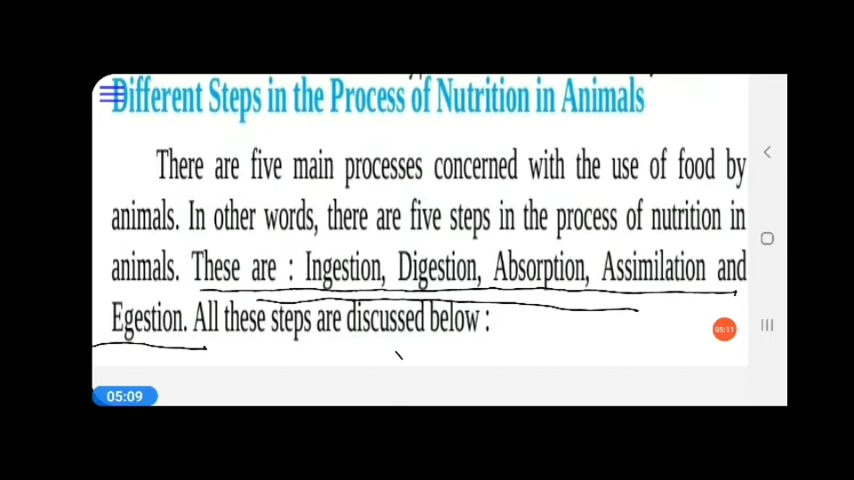 Different Steps in the Process of Nutrition in Animals
There are five main processes concerned with the use of food by
animals. In other words, there are five steps in the process of nutrition in
animals. These are : Ingestion, Digestion, Absorption, Assimilation and
Egestion. All these steps are discussed below :
05:11
05:09